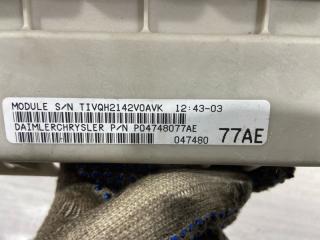 MODULE S/N TIVQH2142V0AVK 12:43-03
DAIMLERCHRYSLER P/N P04748077AE
047480 77AE